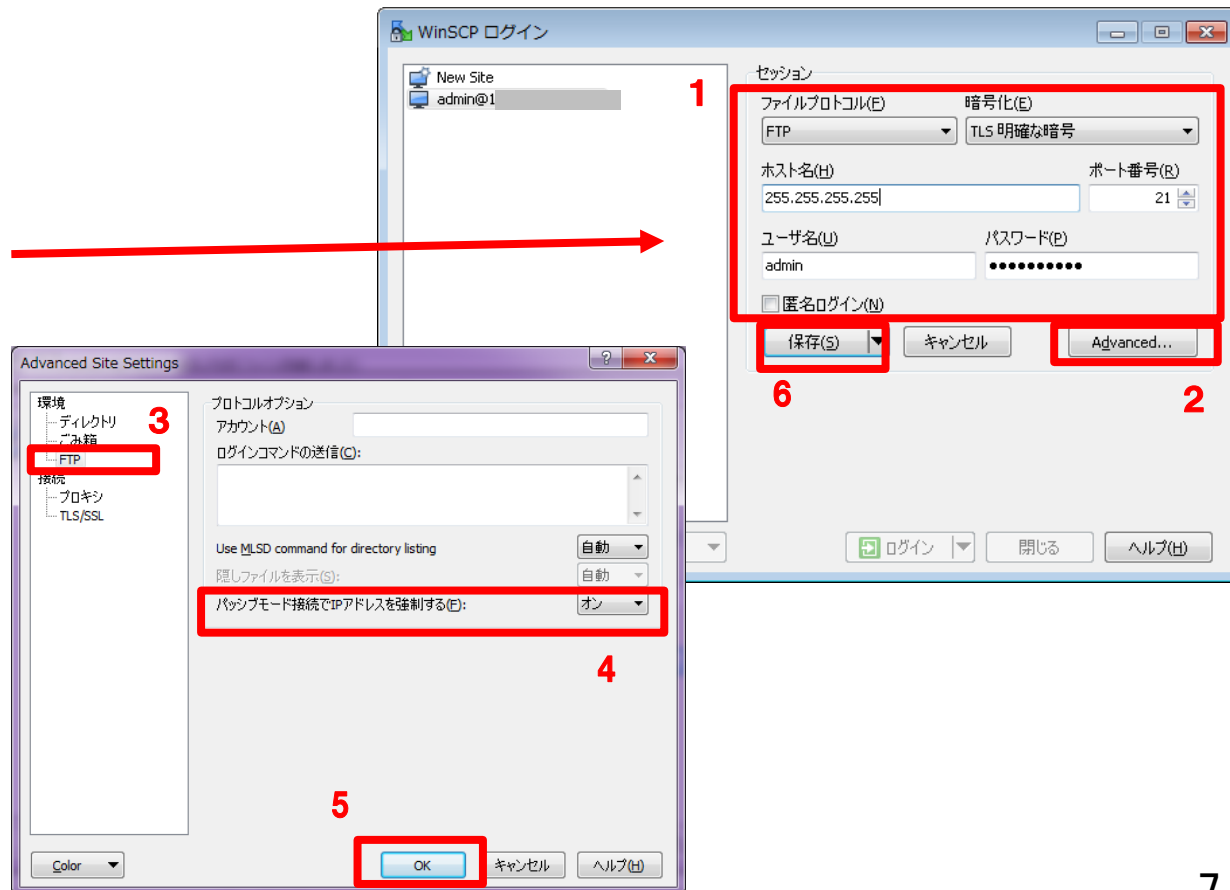 WinSCP ログイン
New Site
admin@1
1
セッション
ファイルプロトコル(F) 暗号化(E)
FTP TLS 明確な暗号
ホスト名(H) ポート番号(R)
255.255.255.255 21
ユーザ名(U) パスワード(P)
admin ●●●●●●●●●●
匿名ログイン(N)
保存(S) キャンセル Advanced...
6 2
ログイン 閉じる ヘルプ(H)
Advanced Site Settings
環境
ディレクトリ
ごみ箱
FTP
接続
プロキシ
TLS/SSL
3
プロトコルオプション
アカウント(A)
ログインコマンドの送信(C):
Use MLSD command for directory listing 自動
隠しファイルを表示(S): 自動
パッシブモード接続でIPアドレスを強制する(F): オン
4
5
Color OK キャンセル ヘルプ(H)
7